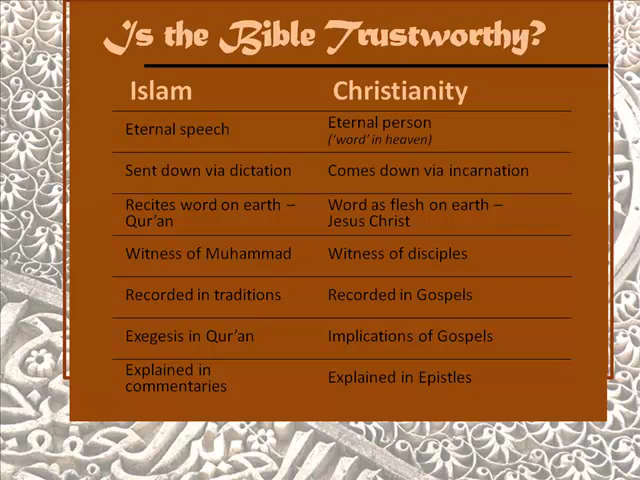 Is the Bible Trustworthy?
Islam Christianity
Eternal speech Eternal person
('word' in heaven)
Sent down via dictation Comes down via incarnation
Recites word on earth – Word as flesh on earth –
Qur'an Jesus Christ
Witness of Muhammad Witness of disciples
Recorded in traditions Recorded in Gospels
Exegesis in Qur'an Implications of Gospels
Explained in
commentaries Explained in Epistles